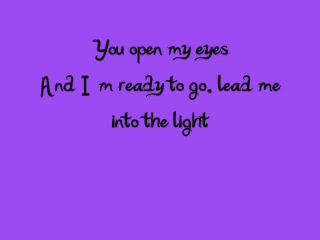 You open my eyes
And I m ready to go, lead me
into the light